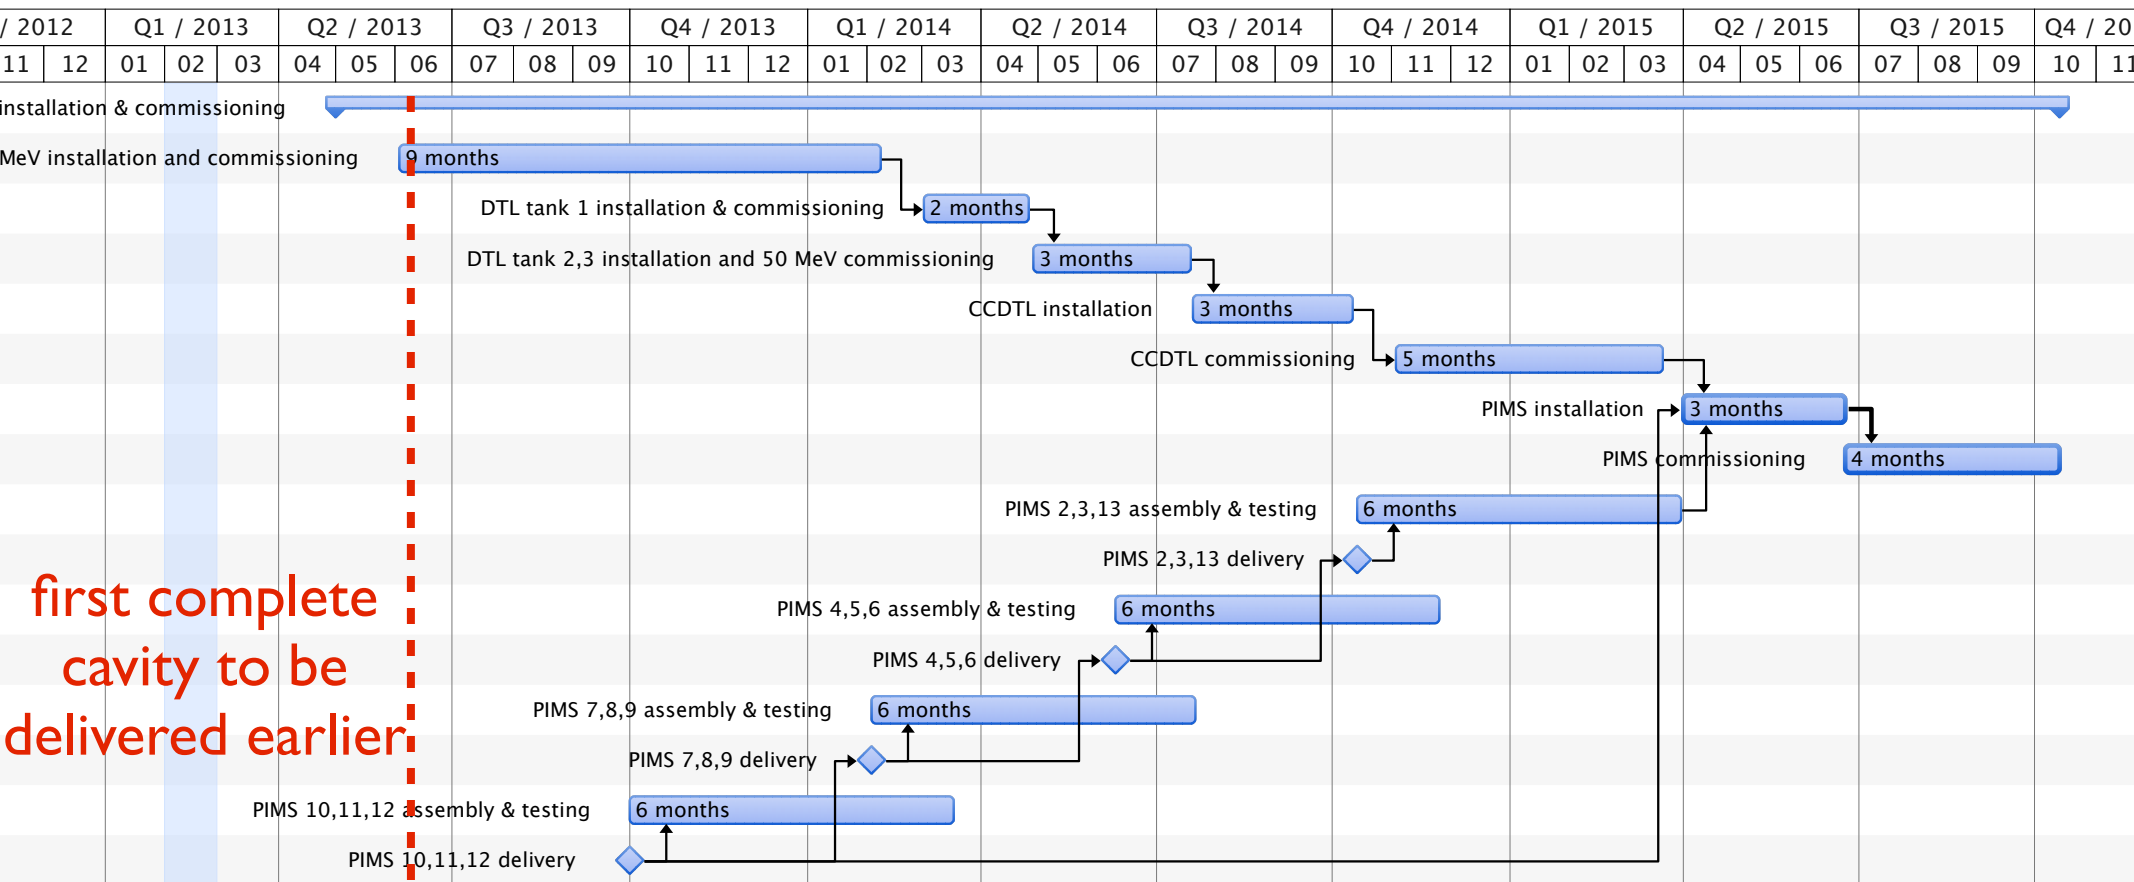 / 2012 Q1 / 2013 Q2 / 2013 Q3 / 2013 Q4 / 2013 Q1 / 2014 Q2 / 2014 Q3 / 2014 Q4 / 2014 Q1 / 2015 Q2 / 2015 Q3 / 2015 Q4 / 20
11 12 01 02 03 04 05 06 07 08 09 10 11 12 01 02 03 04 05 06 07 08 09 10 11 12 01 02 03 04 05 06 07 08 09 10 11
installation & commissioning
MeV installation and commissioning 9 months
DTL tank 1 installation & commissioning 2 months
DTL tank 2,3 installation and 50 MeV commissioning 3 months
CCDTL installation 3 months
CCDTL commissioning 5 months
PIMS installation 3 months
PIMS commissioning 4 months
PIMS 2,3,13 assembly & testing 6 months
PIMS 2,3,13 delivery
PIMS 4,5,6 assembly & testing 6 months
PIMS 4,5,6 delivery
PIMS 7,8,9 assembly & testing 6 months
PIMS 7,8,9 delivery
PIMS 10,11,12 assembly & testing 6 months
PIMS 10,11,12 delivery
first complete
cavity to be
delivered earlier